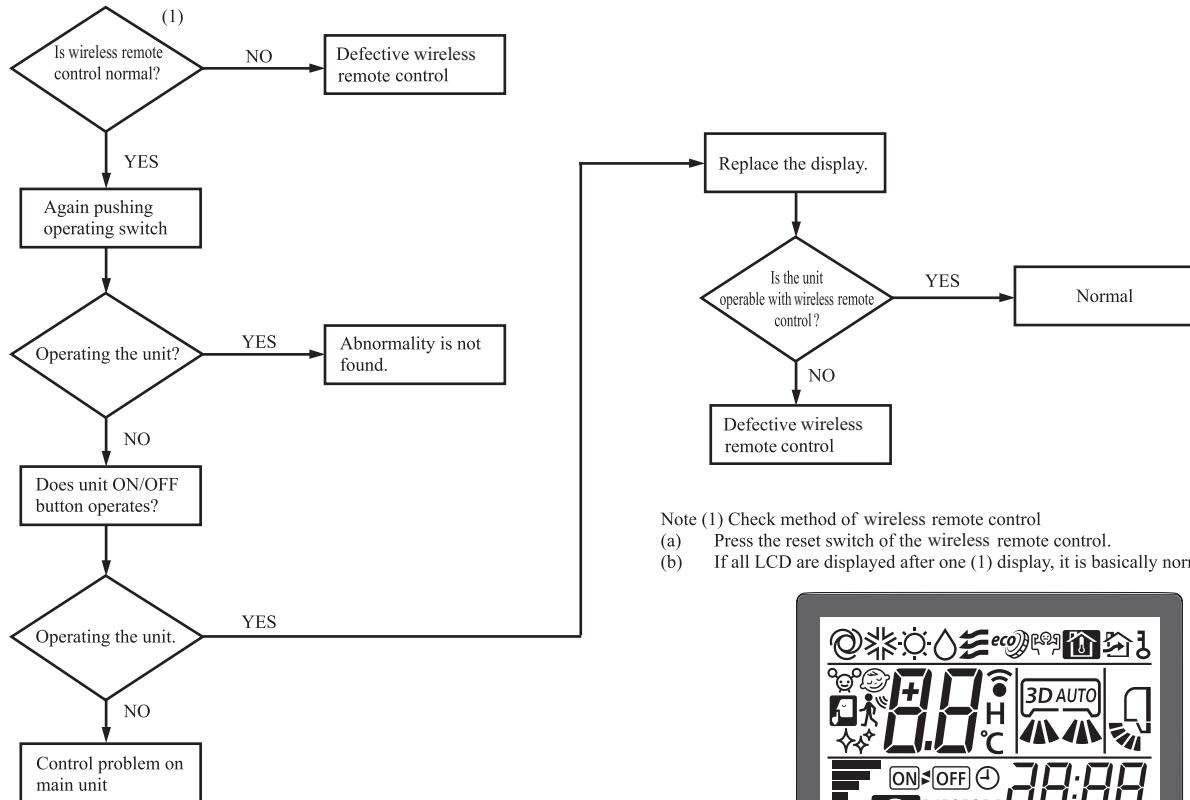 (1)
Is wireless remote
control normal?
NO
Defective wireless
remote control
YES
Again pushing
operating switch
Operating the unit?
YES
Abnormality is not
found.
NO
Does unit ON/OFF
button operates?
Operating the unit.
YES
NO
Control problem on
main unit
Replace the display.
Is the unit
operable with wireless remote
control ?
YES
Normal
NO
Defective wireless
remote control
Note (1) Check method of wireless remote control
(a) Press the reset switch of the wireless remote control.
(b) If all LCD are displayed after one (1) display, it is basically
eco
8.8
H
°C
3D AUTO
ON OFF
88:88